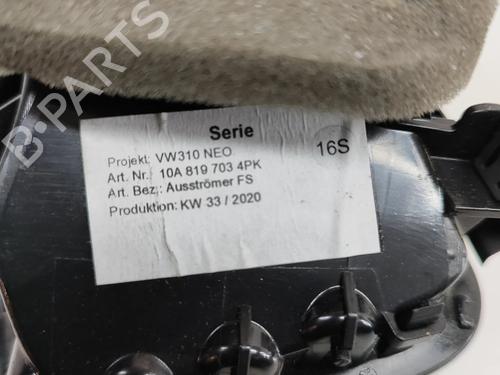 B-PARTS
Serie
16S
Projekt: VW310 NEO
Art. Nr.: 10A 819 703 4PK
Art. Bez.: Ausströmer FS
Produktion: KW 33 / 2020